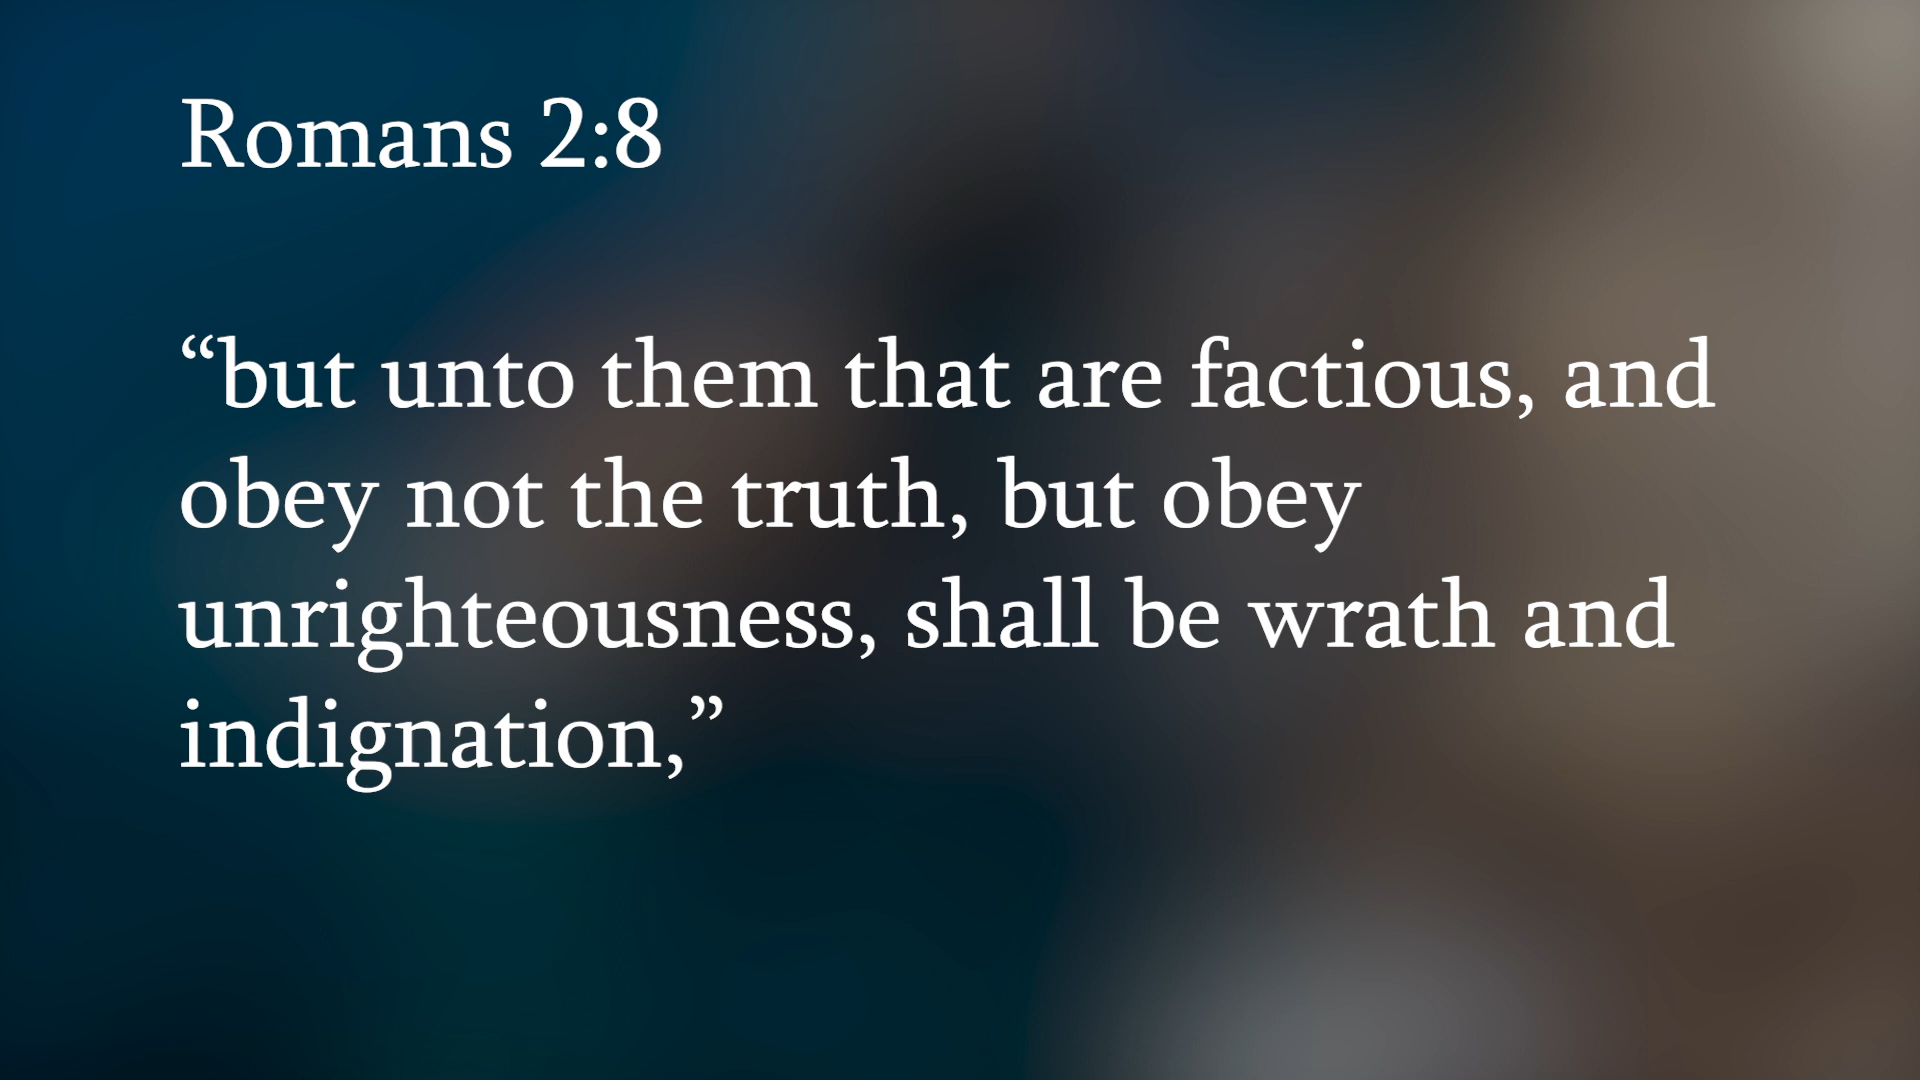 Romans 2:8
“but unto them that are factious, and
obey not the truth, but obey
unrighteousness, shall be wrath and
indignation,”